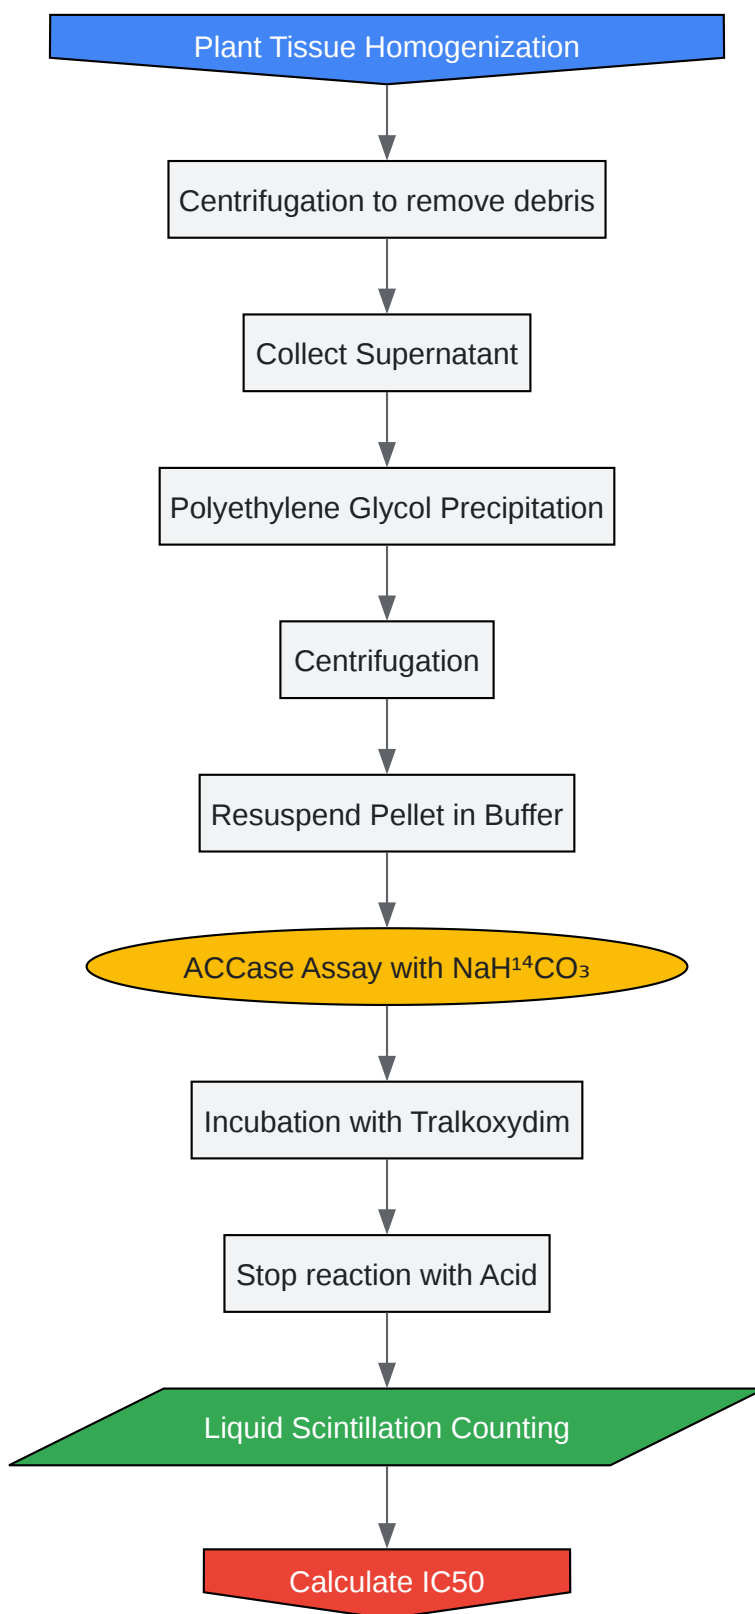 Plant Tissue Homogenization
Centrifugation to remove debris
Collect Supernatant
Polyethylene Glycol Precipitation
Centrifugation
Resuspend Pellet in Buffer
ACCase Assay with NaH¹⁴CO₃
Incubation with Tralkoxydim
Stop reaction with Acid
Liquid Scintillation Counting
Calculate IC50